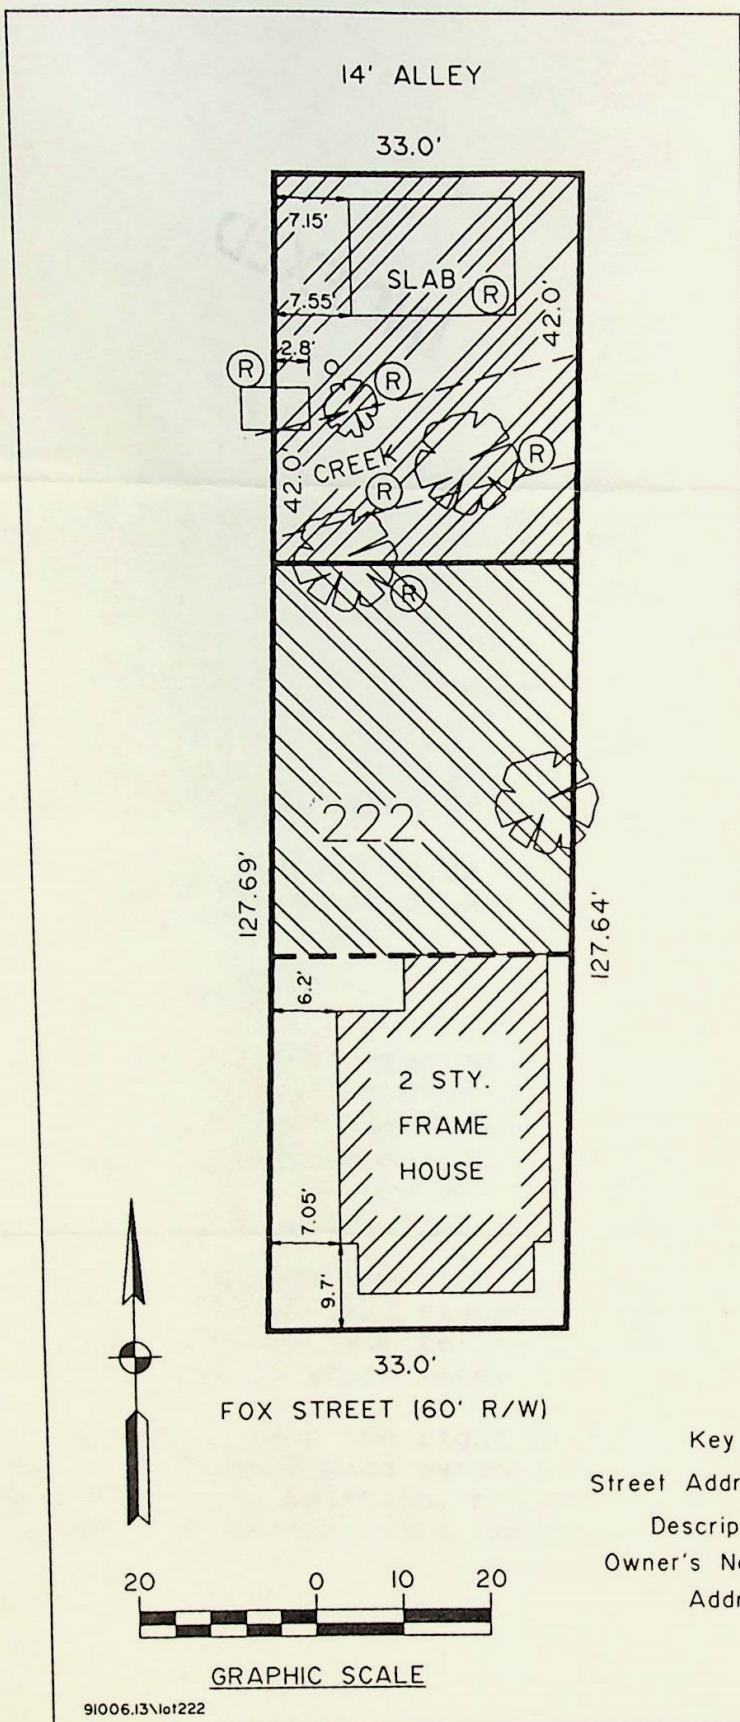 14' ALLEY
33.0'
7.15'
SLAB
R
7.55'
42.0'
2.8'
R
R
CREEK
R
42.0'
R
R
222
127.69'
127.64'
6.2'
2 STY.
FRAME
HOUSE
7.05'
9.7'
33.0'
FOX STREET (60' R/W)
Key
Street Addr
Descrip
Owner's N
Addr
20 0 10 20
GRAPHIC SCALE
91006.13\lot222